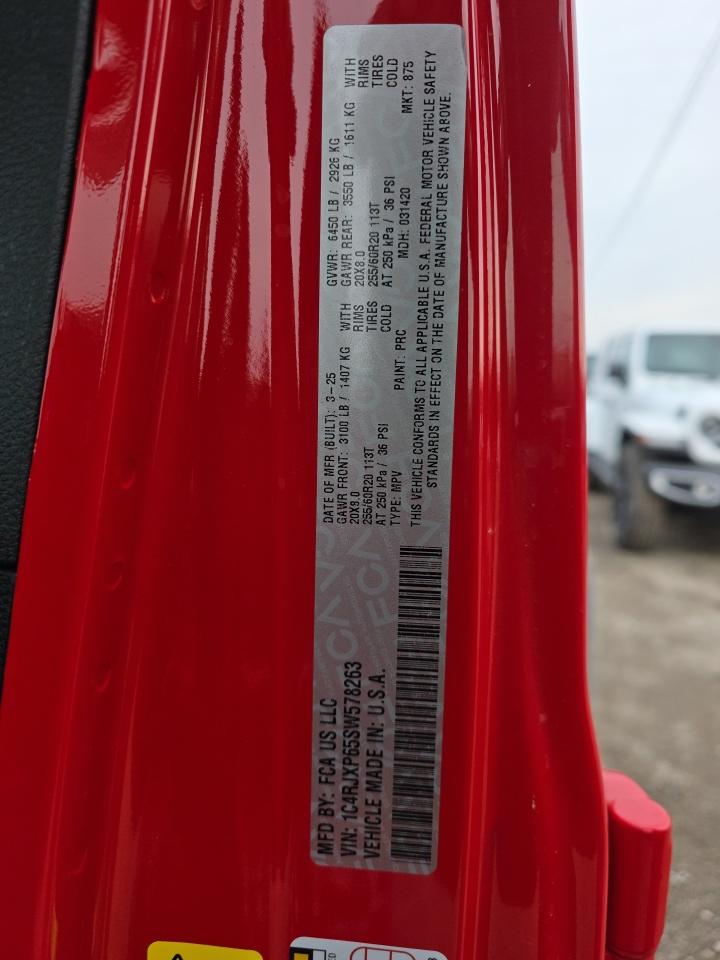 MFD BY: FCA US LLC
VIN: 1C4RJXP65SW578263
VEHICLE MADE IN: U.S.A.
DATE OF MFR (BUILT): 3-25 GVWR: 6450 LB / 2926 KG
GAWR FRONT: 3100 LB / 1407 KG WITH GAWR REAR: 3550 LB / 1611 KG WITH
20X8.0 RIMS 20X8.0 RIMS
255/60R20 113T TIRES 255/60R20 113T TIRES
AT 250 kPa / 36 PSI COLD AT 250 kPa / 36 PSI COLD
TYPE: MPV PAINT: PRC MDH: 031420 MKT: 875
THIS VEHICLE CONFORMS TO ALL APPLICABLE U.S.A. FEDERAL MOTOR VEHICLE SAFETY
STANDARDS IN EFFECT ON THE DATE OF MANUFACTURE SHOWN ABOVE.